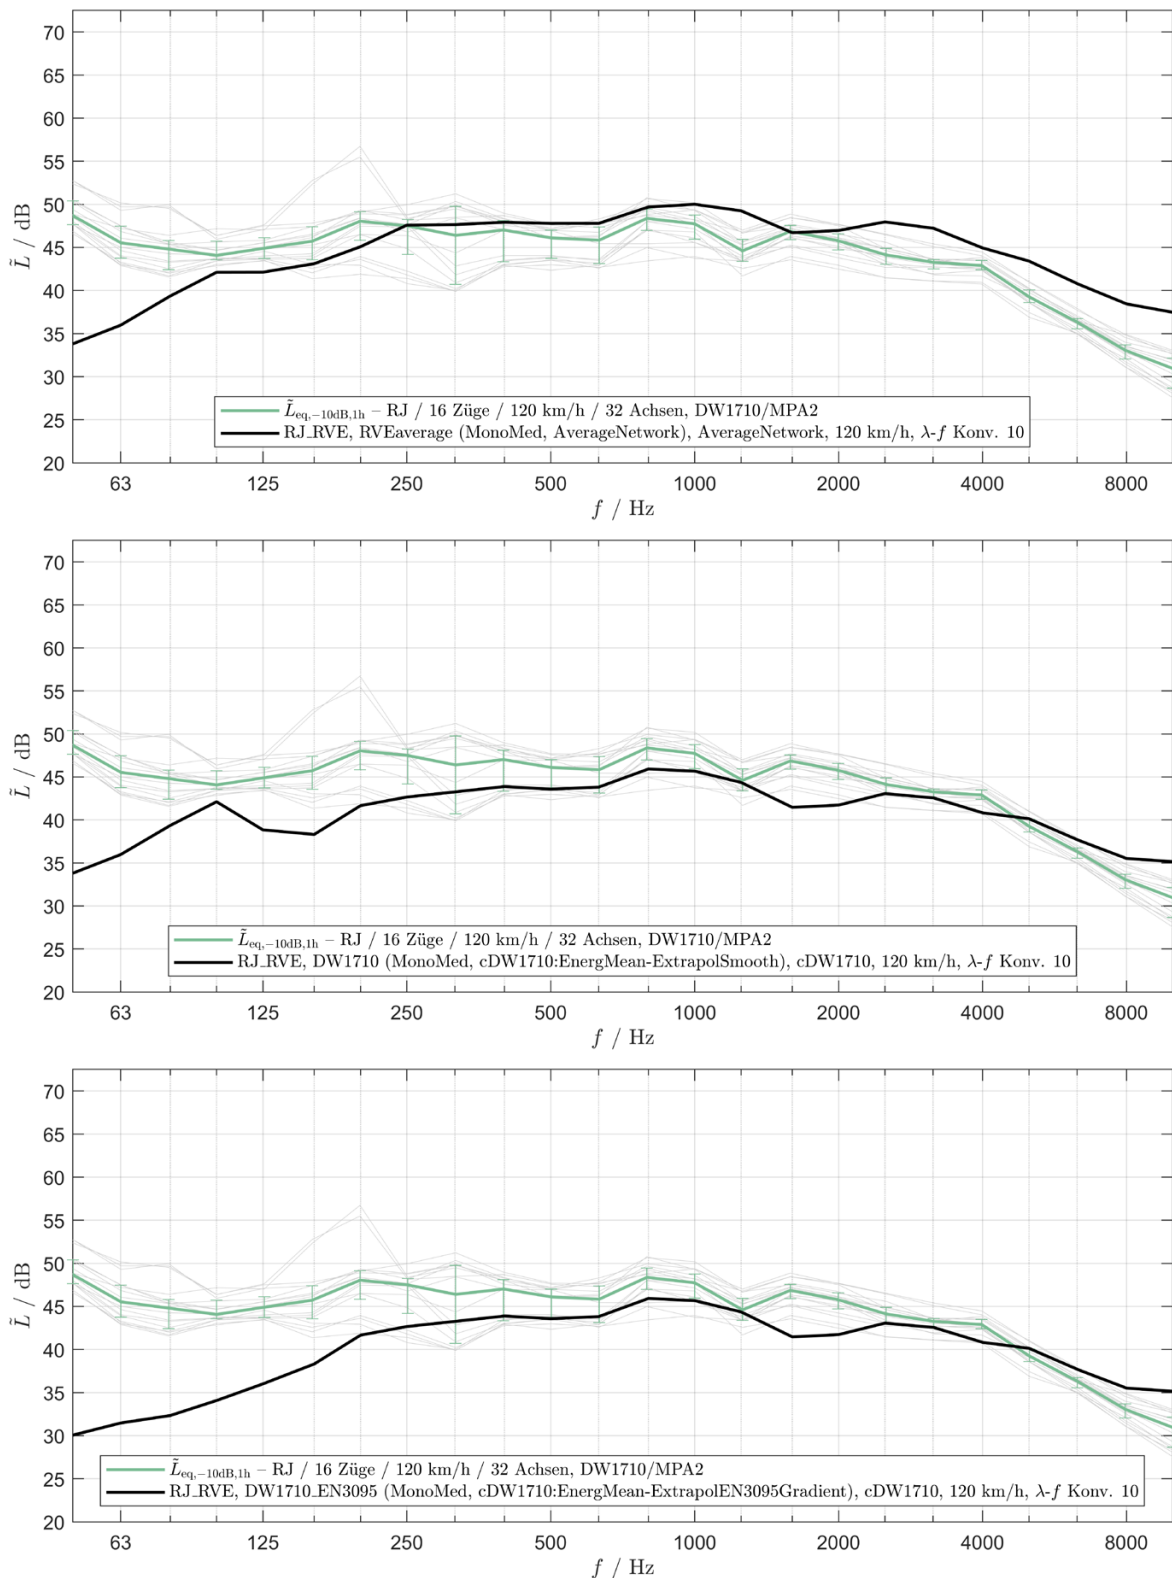 70
65
60
55
50
45
40
35
30
25
20
L̃ / dB
L̃eq,−10dB,1h – RJ / 16 Züge / 120 km/h / 32 Achsen, DW1710/MPA2
RJ_RVE, RVEaverage (MonoMed, AverageNetwork), AverageNetwork, 120 km/h, λ-f Konv. 10
63 125 250 500 1000 2000 4000 8000
f / Hz
70
65
60
55
50
45
40
35
30
25
20
L̃ / dB
L̃eq,−10dB,1h – RJ / 16 Züge / 120 km/h / 32 Achsen, DW1710/MPA2
RJ_RVE, DW1710 (MonoMed, cDW1710:EnergMean-ExtrapolSmooth), cDW1710, 120 km/h, λ-f Konv. 10
63 125 250 500 1000 2000 4000 8000
f / Hz
70
65
60
55
50
45
40
35
30
25
20
L̃ / dB
L̃eq,−10dB,1h – RJ / 16 Züge / 120 km/h / 32 Achsen, DW1710/MPA2
RJ_RVE, DW1710_EN3095 (MonoMed, cDW1710:EnergMean-ExtrapolEN3095Gradient), cDW1710, 120 km/h, λ-f Konv. 10
63 125 250 500 1000 2000 4000 8000
f / Hz